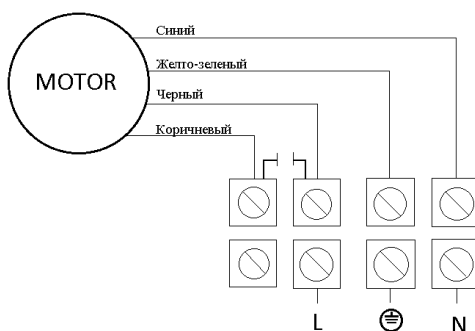 Синий
Желто-зеленый
MOTOR
Черный
Коричневый
L
N